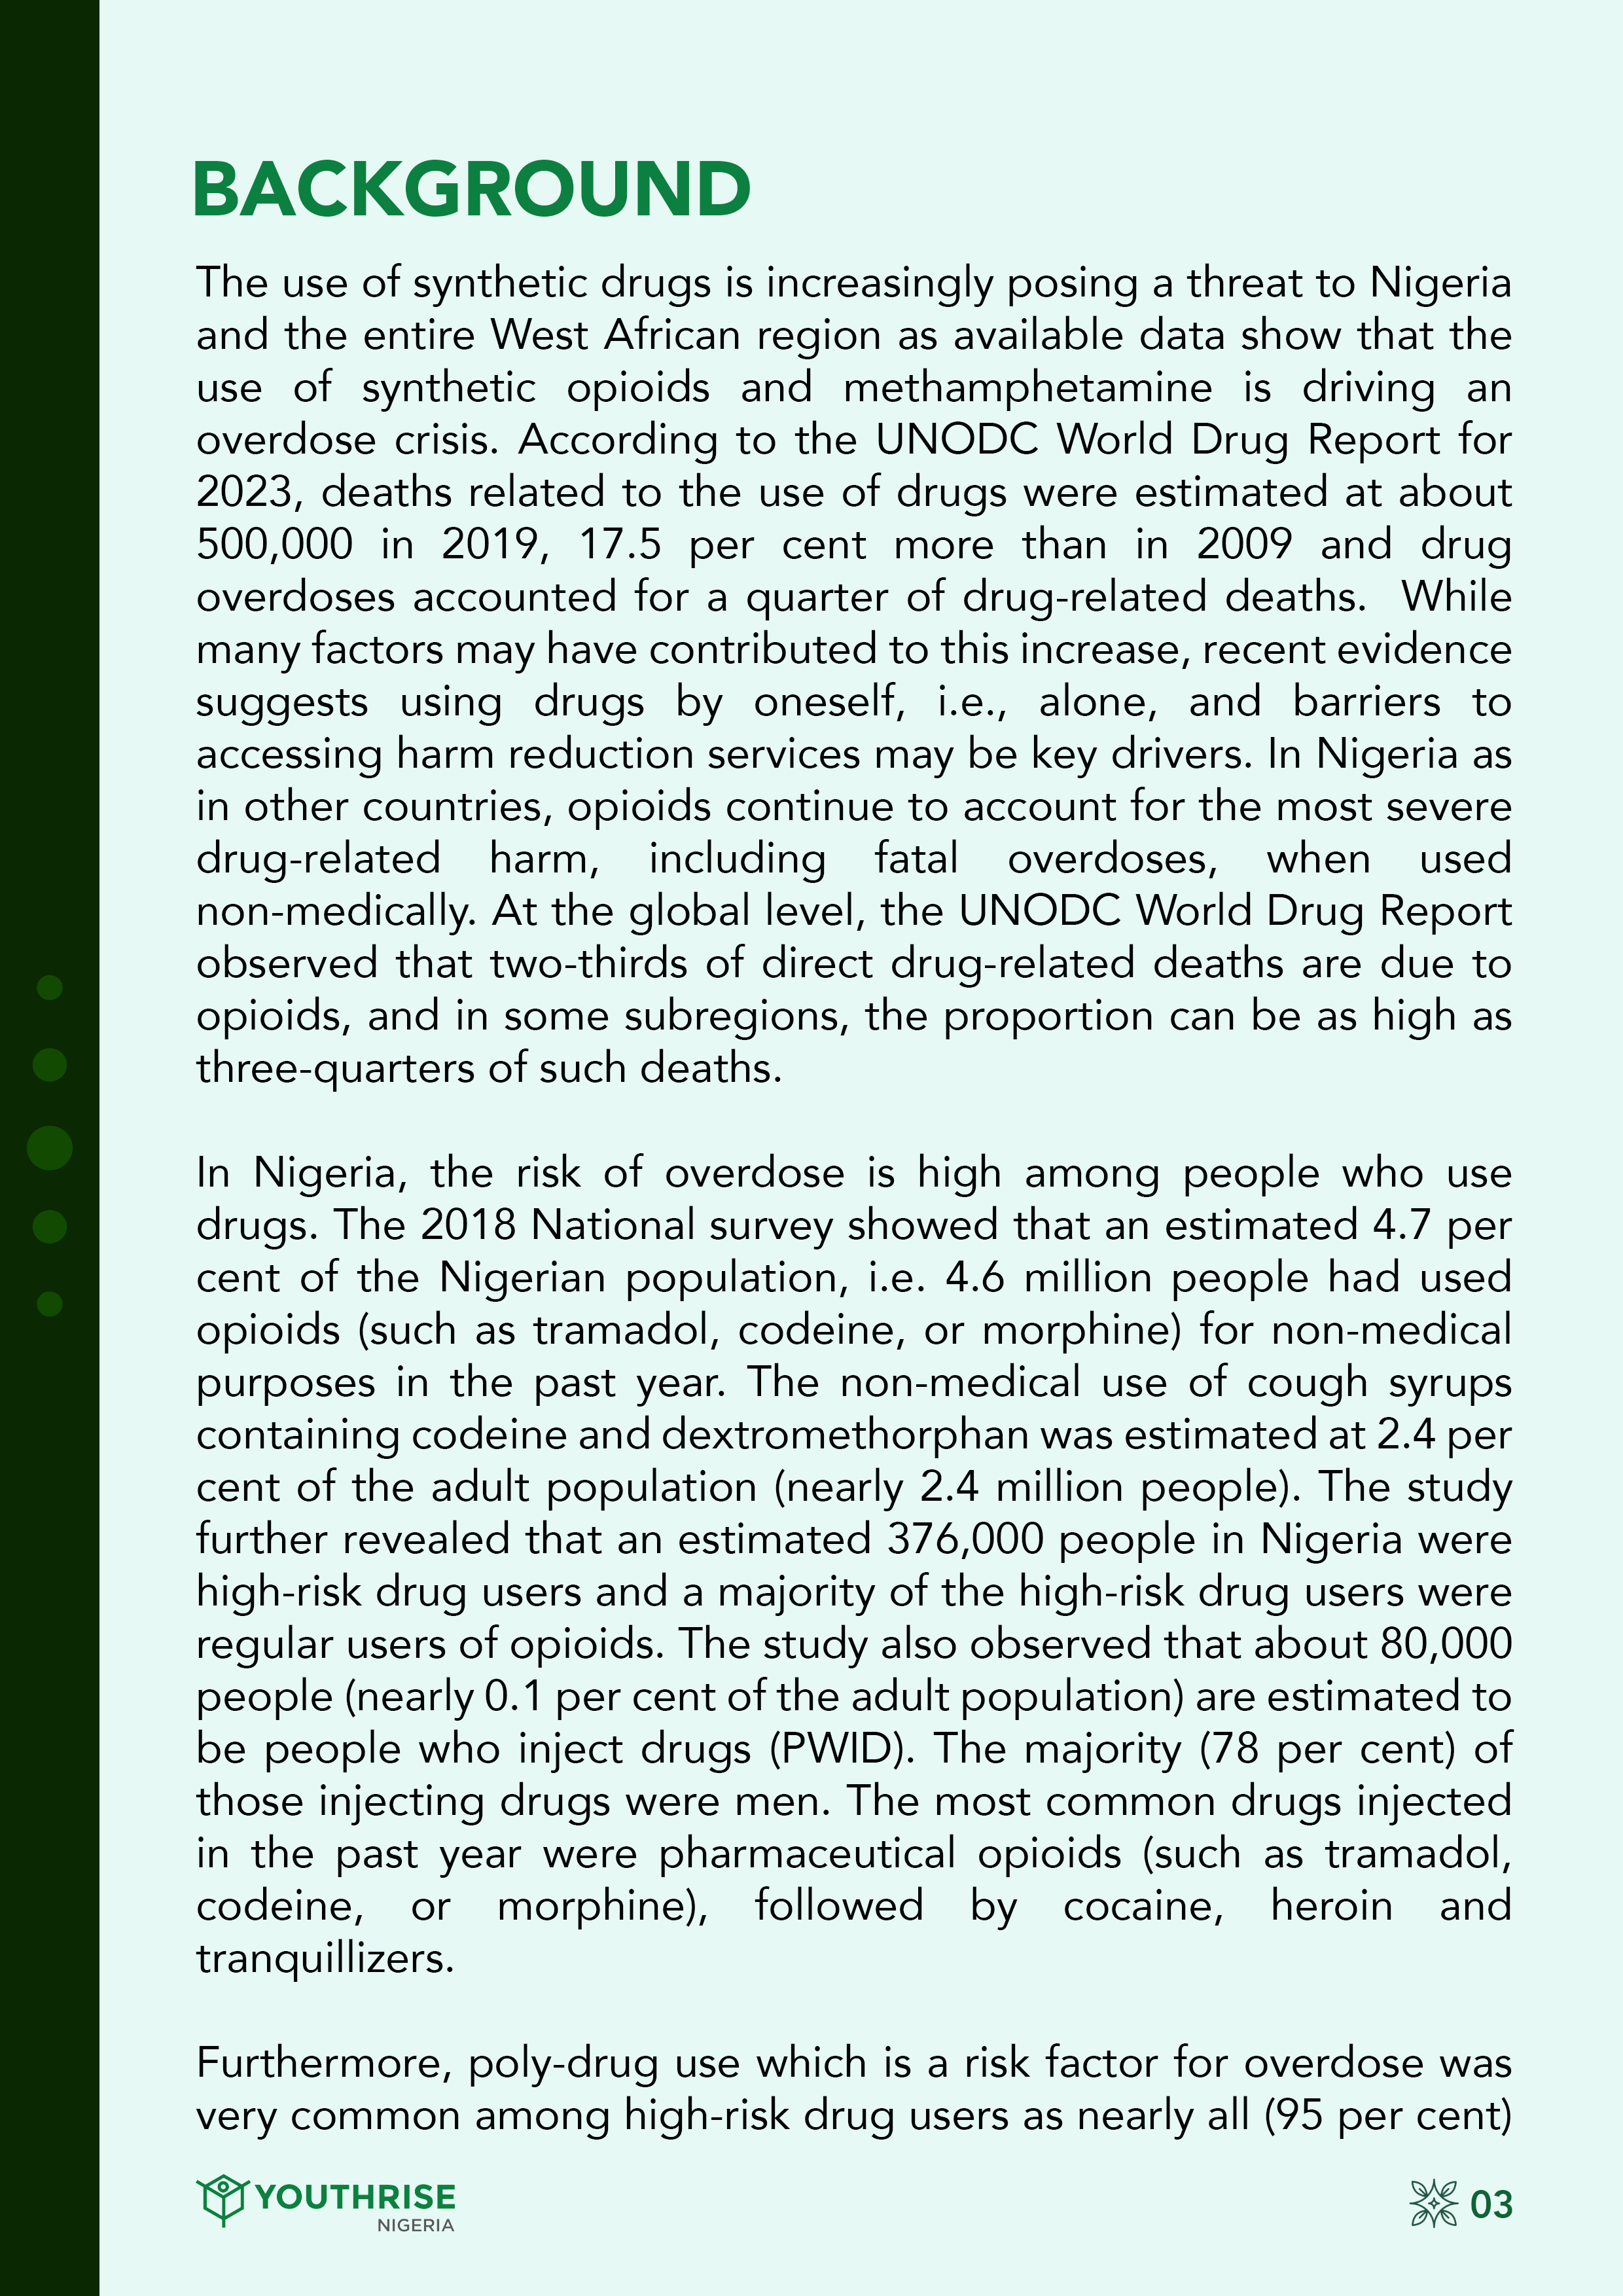 BACKGROUND
The use of synthetic drugs is increasingly posing a threat to Nigeria
and the entire West African region as available data show that the
use of synthetic opioids and methamphetamine is driving an
overdose crisis. According to the UNODC World Drug Report for
2023, deaths related to the use of drugs were estimated at about
500,000 in 2019, 17.5 per cent more than in 2009 and drug
overdoses accounted for a quarter of drug-related deaths. While
many factors may have contributed to this increase, recent evidence
suggests using drugs by oneself, i.e., alone, and barriers to
accessing harm reduction services may be key drivers. In Nigeria as
in other countries, opioids continue to account for the most severe
drug-related harm, including fatal overdoses, when used
non-medically. At the global level, the UNODC World Drug Report
observed that two-thirds of direct drug-related deaths are due to
opioids, and in some subregions, the proportion can be as high as
three-quarters of such deaths.
In Nigeria, the risk of overdose is high among people who use
drugs. The 2018 National survey showed that an estimated 4.7 per
cent of the Nigerian population, i.e. 4.6 million people had used
opioids (such as tramadol, codeine, or morphine) for non-medical
purposes in the past year. The non-medical use of cough syrups
containing codeine and dextromethorphan was estimated at 2.4 per
cent of the adult population (nearly 2.4 million people). The study
further revealed that an estimated 376,000 people in Nigeria were
high-risk drug users and a majority of the high-risk drug users were
regular users of opioids. The study also observed that about 80,000
people (nearly 0.1 per cent of the adult population) are estimated to
be people who inject drugs (PWID). The majority (78 per cent) of
those injecting drugs were men. The most common drugs injected
in the past year were pharmaceutical opioids (such as tramadol,
codeine, or morphine), followed by cocaine, heroin and
tranquillizers.
Furthermore, poly-drug use which is a risk factor for overdose was
very common among high-risk drug users as nearly all (95 per cent)
YOUTHRISE
NIGERIA
03